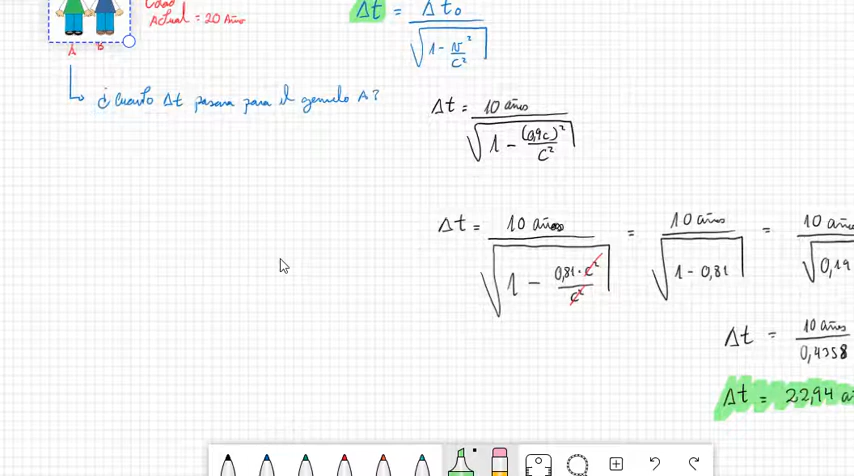 Actual = 20 Año
A B
¿Cuanto Δt pasara para el gemelo A?
Δt = Δt₀ / √(1 - v²/c²)
Δt = 10 años / √(1 - (0,9c)²/c²)
Δt = 10 años / √(1 - 0,81·c²/c²) = 10 años / √(1 - 0,81) = 10 años / √0,19
Δt = 10 años / 0,4358
Δt = 22,94 a